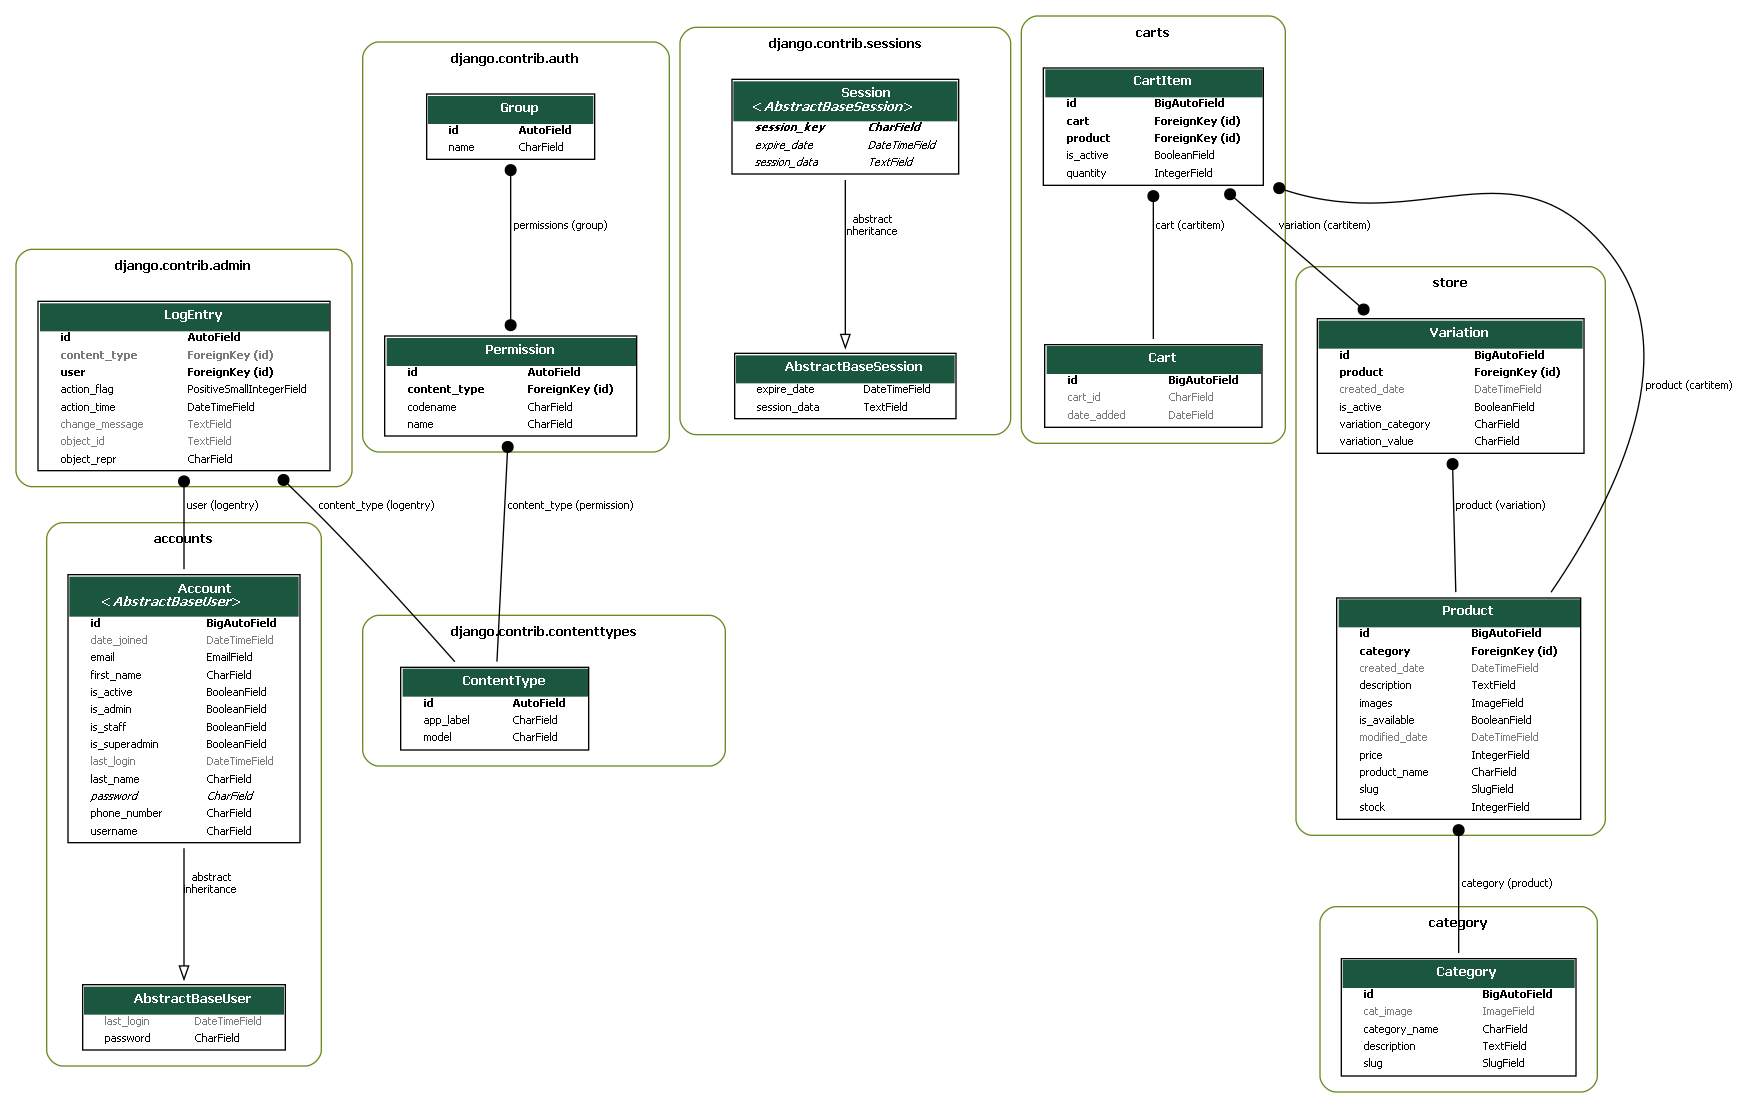 django.contrib.admin
LogEntry
id AutoField
content_type ForeignKey (id)
user ForeignKey (id)
action_flag PositiveSmallIntegerField
action_time DateTimeField
change_message TextField
object_id TextField
object_repr CharField
user (logentry)
content_type (logentry)
accounts
Account
<AbstractBaseUser>
id BigAutoField
date_joined DateTimeField
email EmailField
first_name CharField
is_active BooleanField
is_admin BooleanField
is_staff BooleanField
is_superadmin BooleanField
last_login DateTimeField
last_name CharField
password CharField
phone_number CharField
username CharField
abstract
inheritance
AbstractBaseUser
last_login DateTimeField
password CharField
django.contrib.auth
Group
id AutoField
name CharField
permissions (group)
Permission
id AutoField
content_type ForeignKey (id)
codename CharField
name CharField
content_type (permission)
django.contrib.contenttypes
ContentType
id AutoField
app_label CharField
model CharField
django.contrib.sessions
Session
<AbstractBaseSession>
session_key CharField
expire_date DateTimeField
session_data TextField
abstract
inheritance
AbstractBaseSession
expire_date DateTimeField
session_data TextField
carts
CartItem
id BigAutoField
cart ForeignKey (id)
product ForeignKey (id)
is_active BooleanField
quantity IntegerField
cart (cartitem)
variation (cartitem)
product (cartitem)
Cart
id BigAutoField
cart_id CharField
date_added DateField
store
Variation
id BigAutoField
product ForeignKey (id)
created_date DateTimeField
is_active BooleanField
variation_category CharField
variation_value CharField
product (variation)
Product
id BigAutoField
category ForeignKey (id)
created_date DateTimeField
description TextField
images ImageField
is_available BooleanField
modified_date DateTimeField
price IntegerField
product_name CharField
slug SlugField
stock IntegerField
category (product)
category
Category
id BigAutoField
cat_image ImageField
category_name CharField
description TextField
slug SlugField